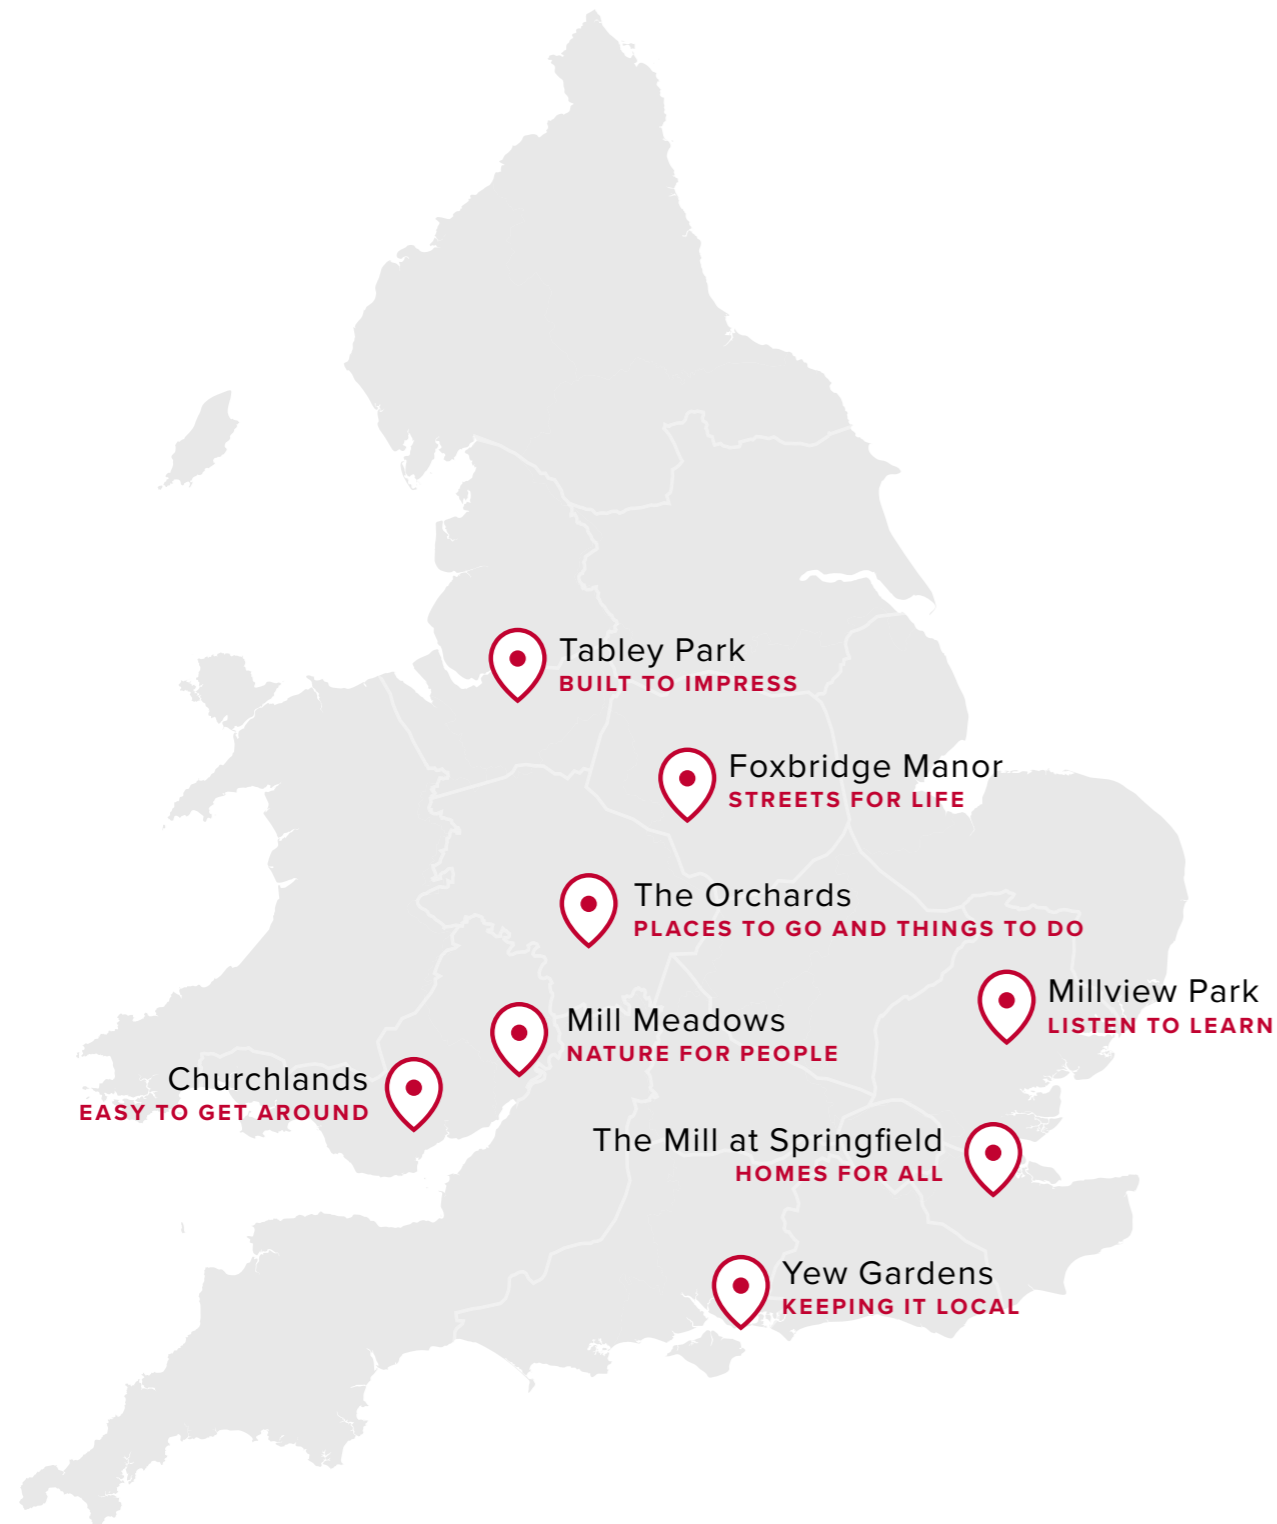 Tabley Park
BUILT TO IMPRESS
Foxbridge Manor
STREETS FOR LIFE
The Orchards
PLACES TO GO AND THINGS TO DO
Millview Park
LISTEN TO LEARN
Mill Meadows
NATURE FOR PEOPLE
Churchlands
EASY TO GET AROUND
The Mill at Springfield
HOMES FOR ALL
Yew Gardens
KEEPING IT LOCAL